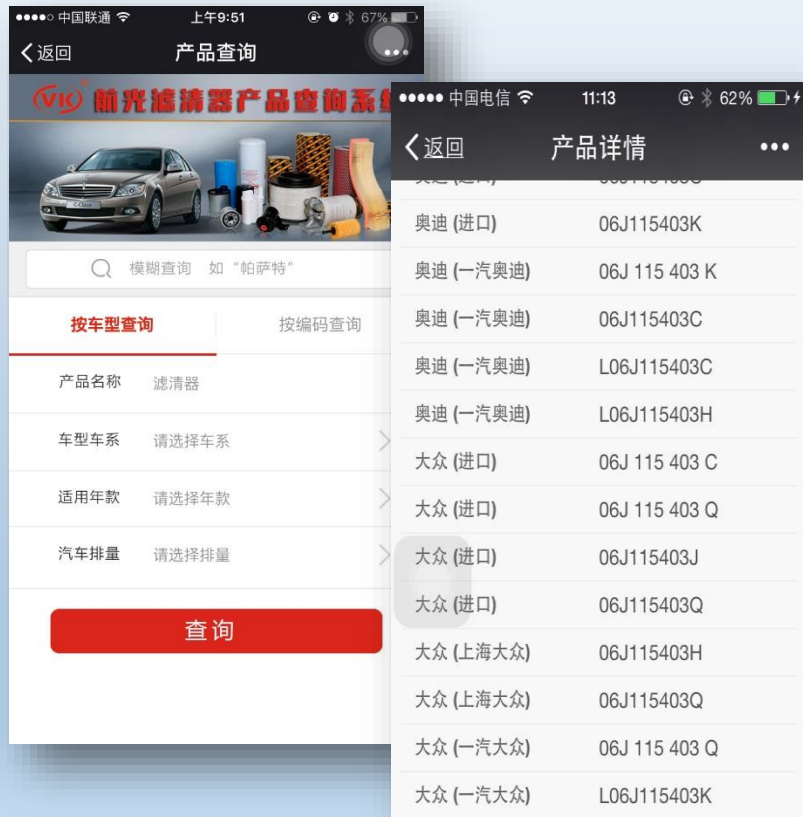 中国联通 上午9:51 67%
返回 产品查询
VK 航光滤清器产品查询系
C-Class
模糊查询 如“帕萨特”
按车型查询 按编码查询
产品名称 滤清器
车型车系 请选择车系
适用年款 请选择年款
汽车排量 请选择排量
查询
中国电信 11:13 62%
返回 产品详情
奥迪 (进口) 06J115403K
奥迪 (一汽奥迪) 06J 115 403 K
奥迪 (一汽奥迪) 06J115403C
奥迪 (一汽奥迪) L06J115403C
奥迪 (一汽奥迪) L06J115403H
大众 (进口) 06J 115 403 C
大众 (进口) 06J 115 403 Q
大众 (进口) 06J115403J
大众 (进口) 06J115403Q
大众 (上海大众) 06J115403H
大众 (上海大众) 06J115403Q
大众 (一汽大众) 06J 115 403 Q
大众 (一汽大众) L06J115403K